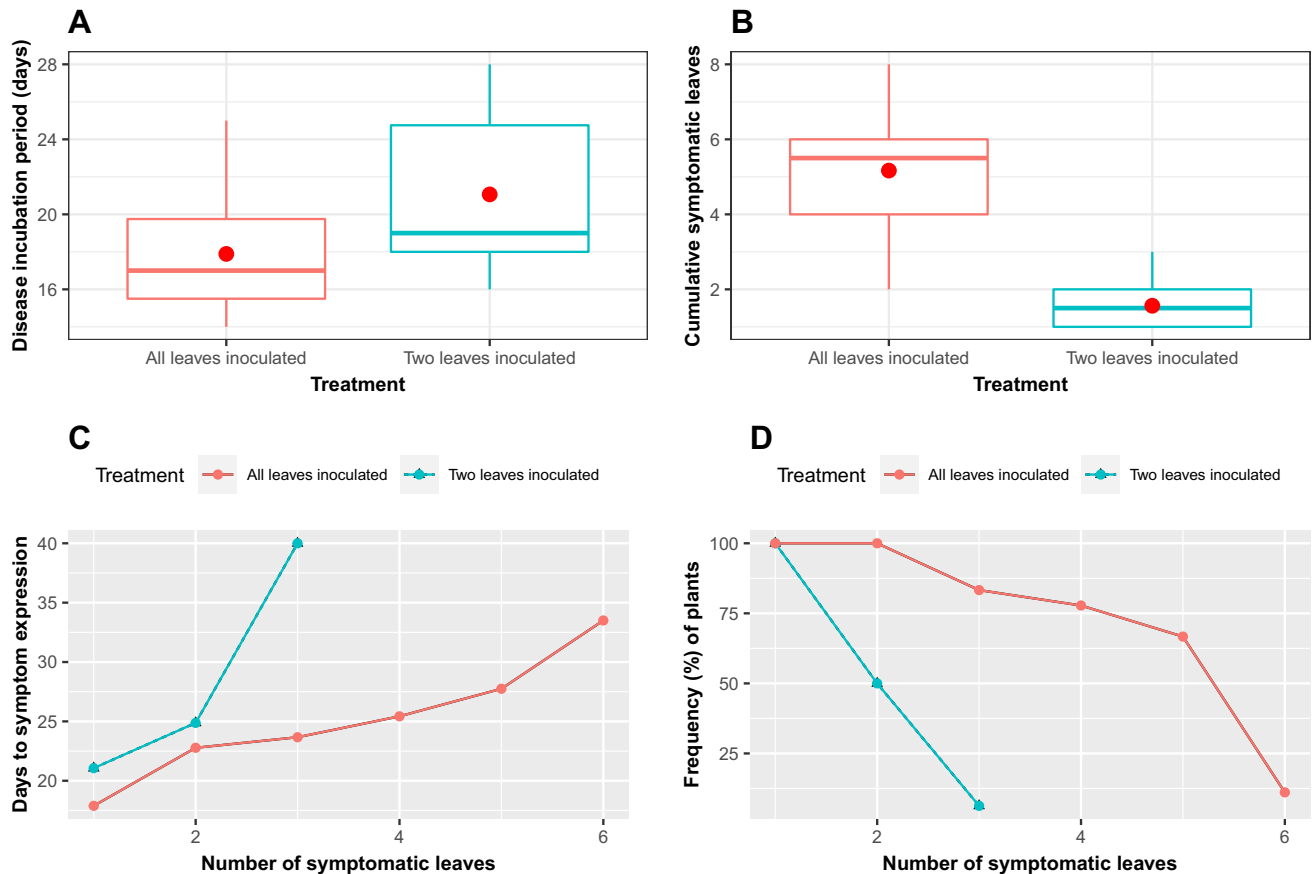 A
Disease incubation period (days)
28
24
20
16
All leaves inoculated
Two leaves inoculated
Treatment
B
Cumulative symptomatic leaves
8
6
4
2
All leaves inoculated
Two leaves inoculated
Treatment
C
Treatment All leaves inoculated Two leaves inoculated
Days to symptom expression
40
35
30
25
20
2
4
6
Number of symptomatic leaves
D
Treatment All leaves inoculated Two leaves inoculated
Frequency (%) of plants
100
75
50
25
2
4
6
Number of symptomatic leaves